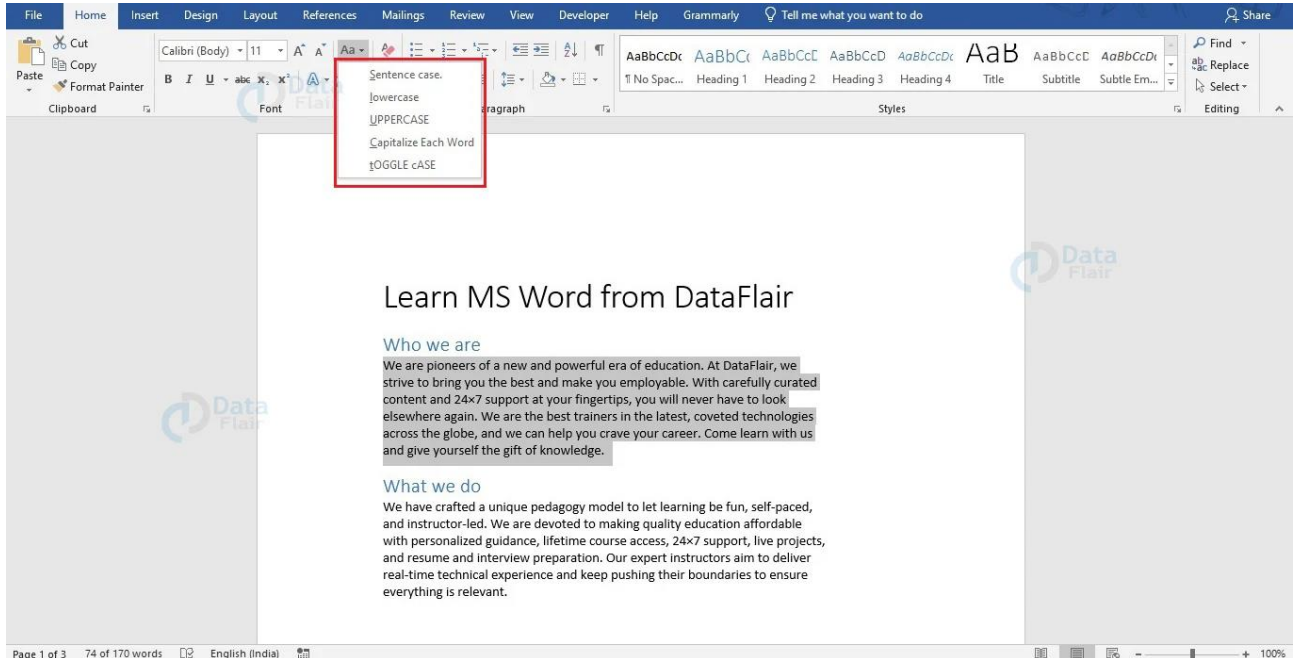 File Home Insert Design Layout References Mailings Review View Developer Help Grammarly Tell me what you want to do Share
Cut
Copy
Format Painter
Paste
Clipboard
Calibri (Body) 11 A A Aa
B I U abc X₂ X² A
Font
Sentence case.
lowercase
UPPERCASE
Capitalize Each Word
tOGGLE cASE
ragraph
AaBbCcDc AaBbCc AaBbCcD AaBbCcD AaBbCcDc AaB AaBbCcD AaBbCcDc
¶ No Spac... Heading 1 Heading 2 Heading 3 Heading 4 Title Subtitle Subtle Em...
Styles
Find
Replace
Select
Editing
Data
Flair
Learn MS Word from DataFlair
Who we are
We are pioneers of a new and powerful era of education. At DataFlair, we
strive to bring you the best and make you employable. With carefully curated
content and 24×7 support at your fingertips, you will never have to look
elsewhere again. We are the best trainers in the latest, coveted technologies
across the globe, and we can help you crave your career. Come learn with us
and give yourself the gift of knowledge.
Data
Flair
What we do
We have crafted a unique pedagogy model to let learning be fun, self-paced,
and instructor-led. We are devoted to making quality education affordable
with personalized guidance, lifetime course access, 24×7 support, live projects,
and resume and interview preparation. Our expert instructors aim to deliver
real-time technical experience and keep pushing their boundaries to ensure
everything is relevant.
Page 1 of 3 74 of 170 words English (India) - + 100%